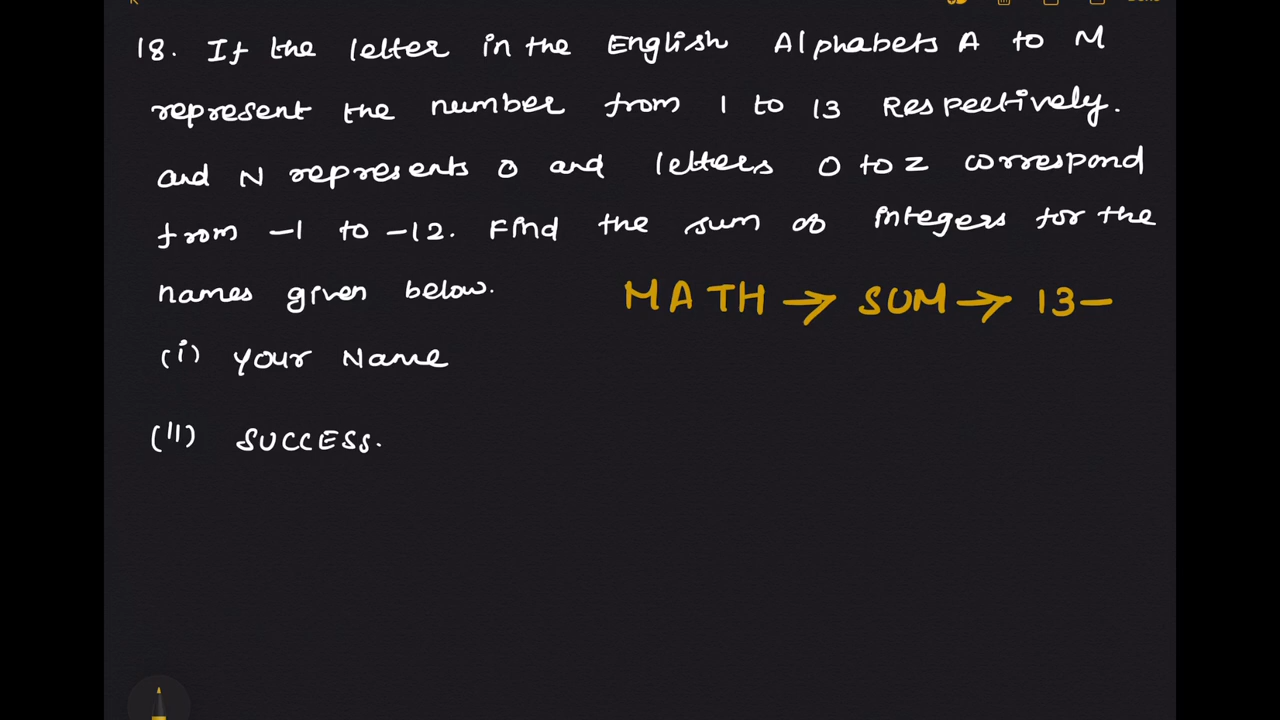 18. If the letter in the English Alphabets A to M
represent the number from 1 to 13 Respectively.
and N represents 0 and letters O to Z correspond
from -1 to -12. Find the sum of integers for the
names given below.
MATH → SUM → 13-
(i) Your Name
(II) SUCCESS.